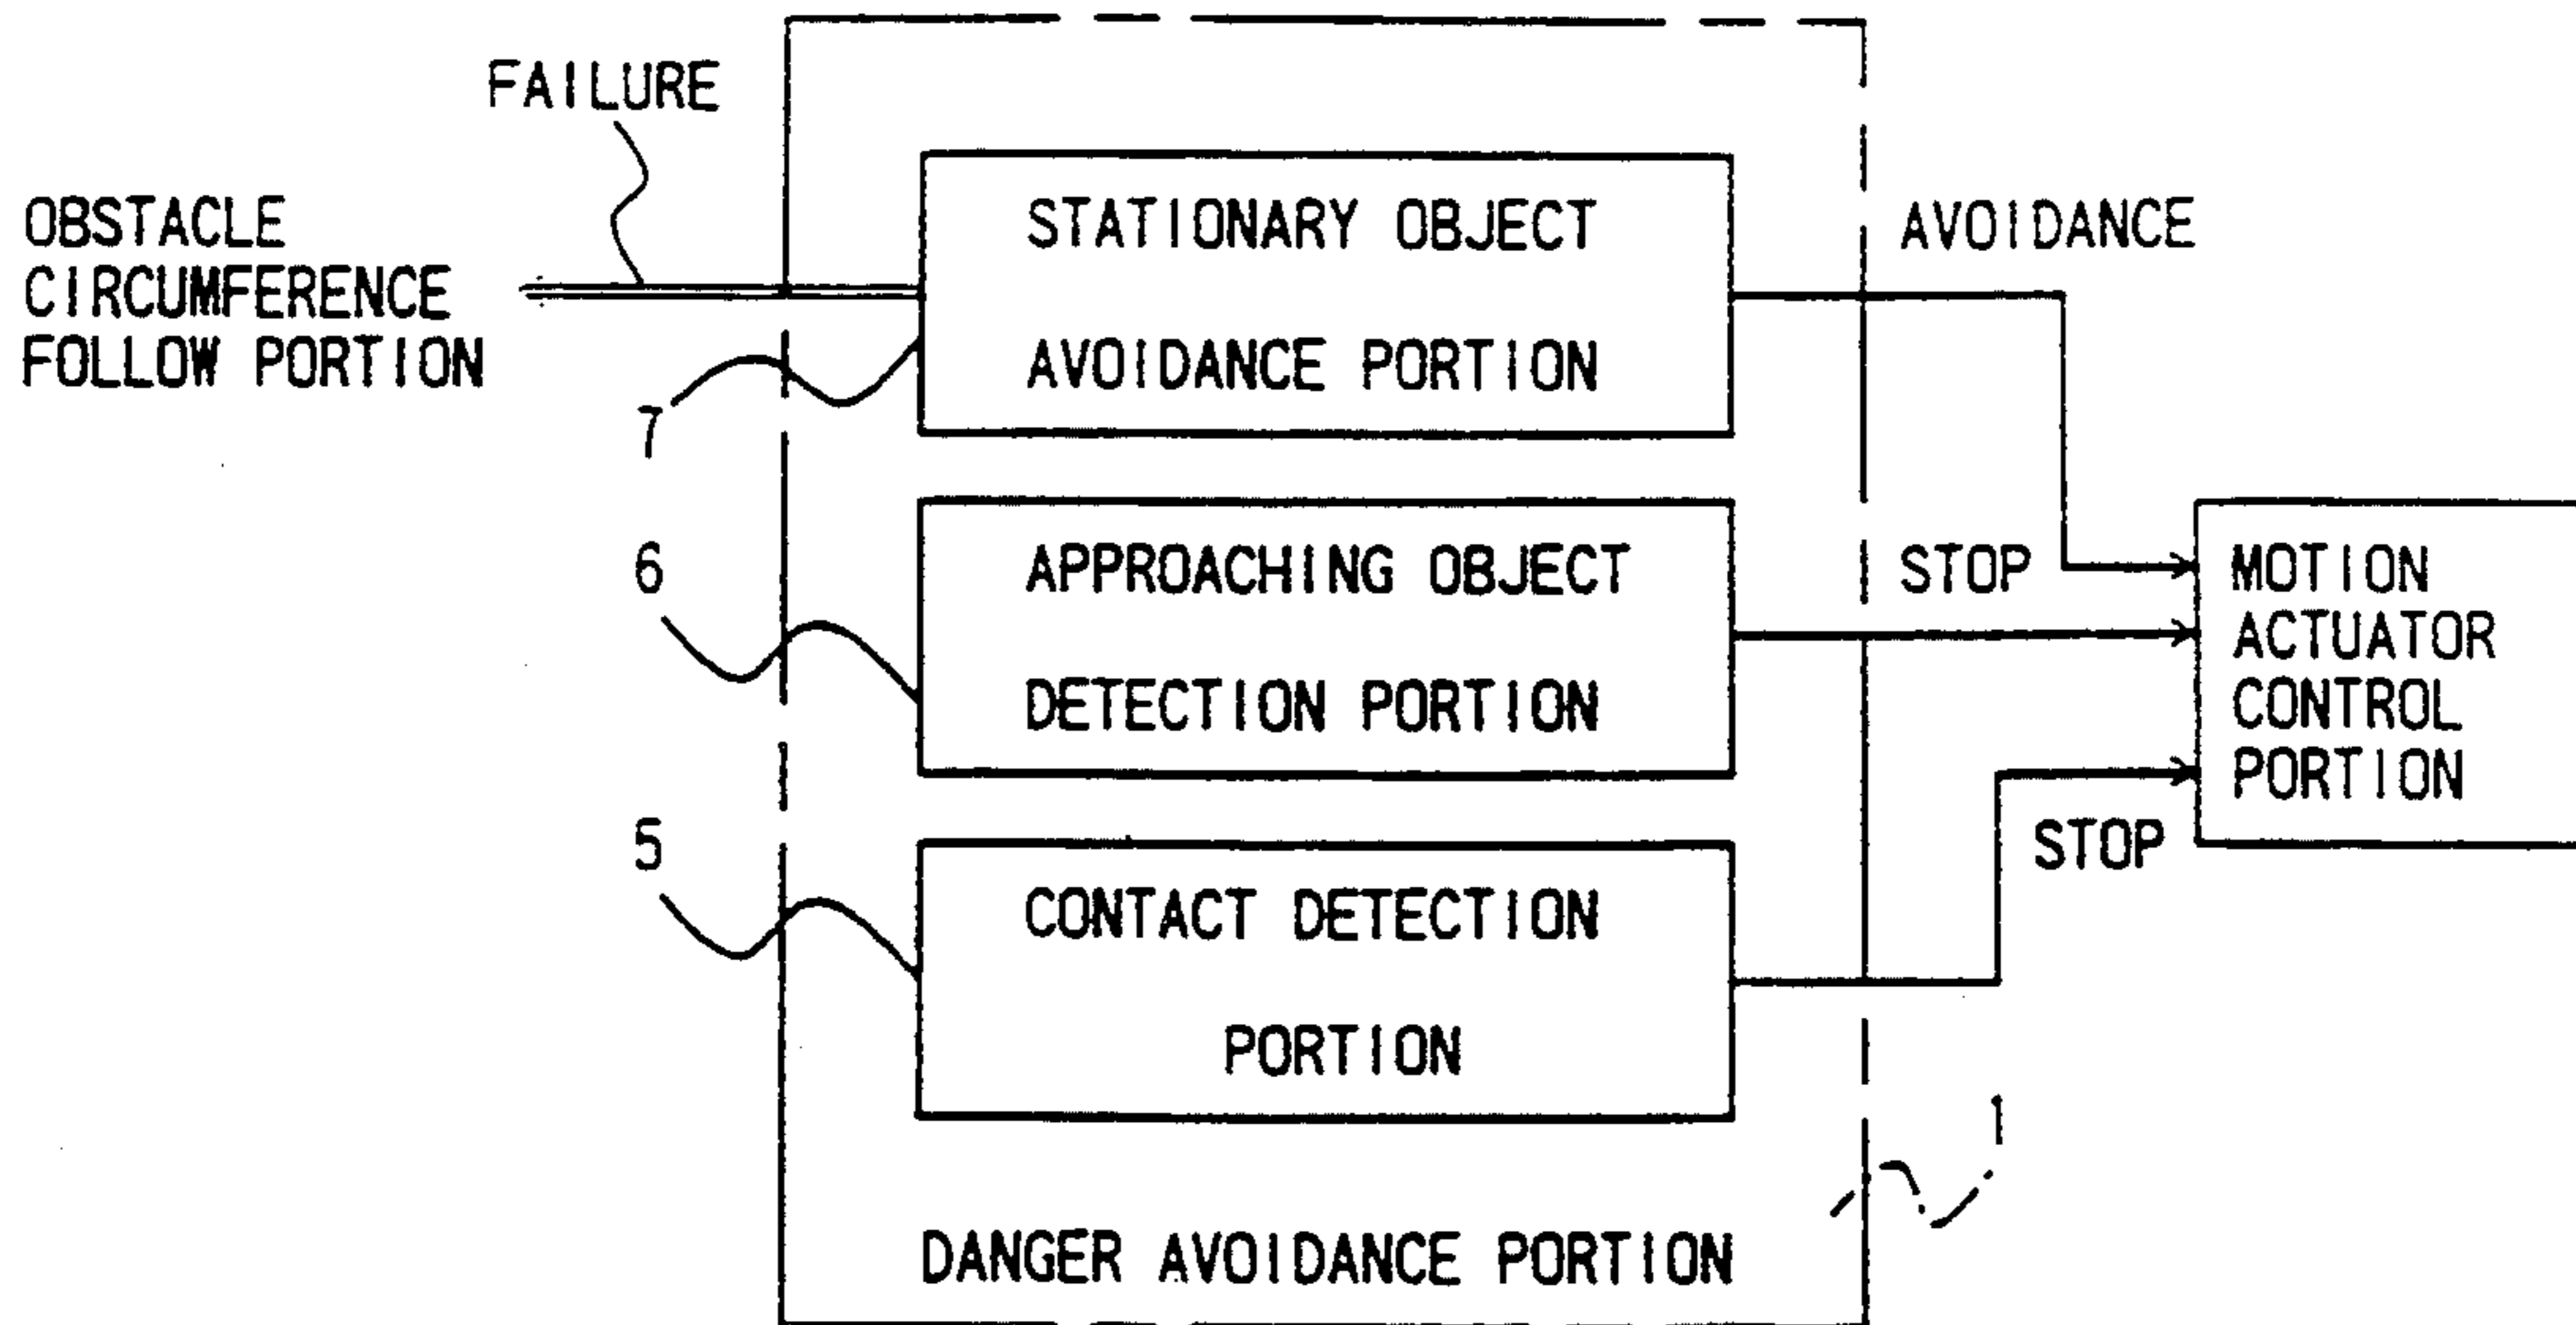 FAILURE
OBSTACLE
CIRCUMFERENCE
FOLLOW PORTION
7
STATIONARY OBJECT
AVOIDANCE PORTION
AVOIDANCE
6
APPROACHING OBJECT
DETECTION PORTION
STOP
MOTION
ACTUATOR
CONTROL
PORTION
5
CONTACT DETECTION
PORTION
STOP
1
DANGER AVOIDANCE PORTION